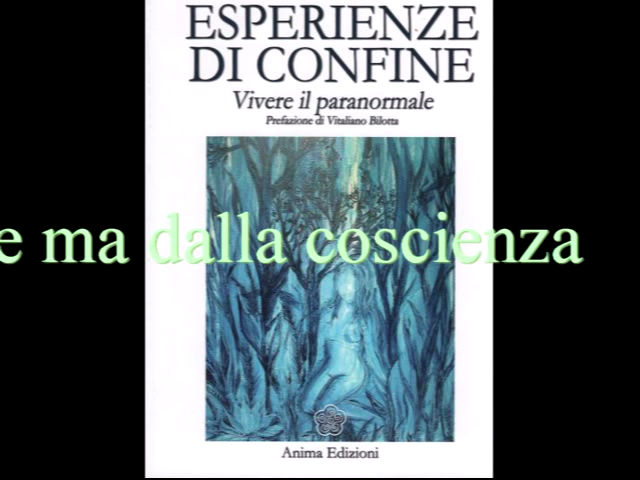 ESPERIENZE
DI CONFINE
Vivere il paranormale
Prefazione di Vitaliano Bilotta
e ma dalla coscienza
Anima Edizioni